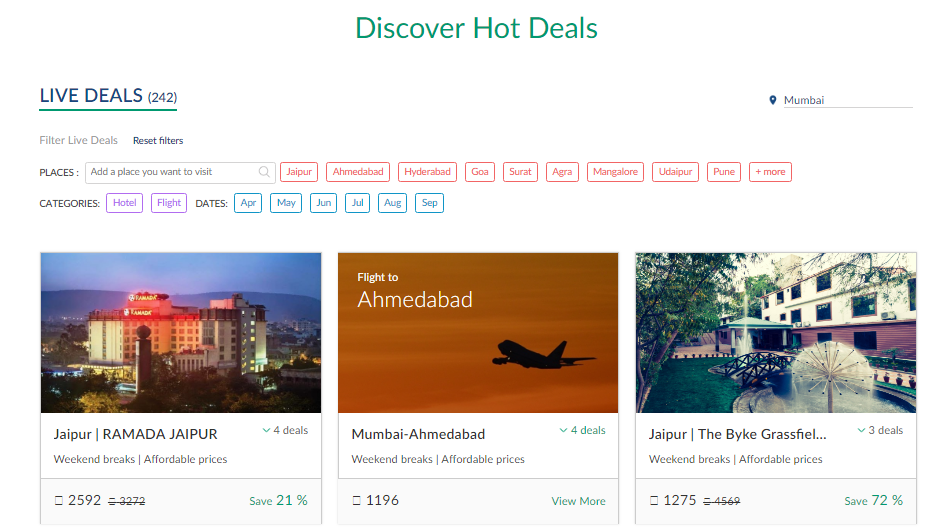 Discover Hot Deals
LIVE DEALS (242)
Mumbai
Filter Live Deals Reset filters
PLACES : Add a place you want to visit Jaipur Ahmedabad Hyderabad Goa Surat Agra Mangalore Udaipur Pune + more
CATEGORIES: Hotel Flight DATES: Apr May Jun Jul Aug Sep
RAMADA
RAMADA
Flight to
Ahmedabad
Jaipur | RAMADA JAIPUR 4 deals
Weekend breaks | Affordable prices
2592 3272 Save 21 %
Mumbai-Ahmedabad 4 deals
Weekend breaks | Affordable prices
1196 View More
Jaipur | The Byke Grassfiel... 3 deals
Weekend breaks | Affordable prices
1275 4569 Save 72 %